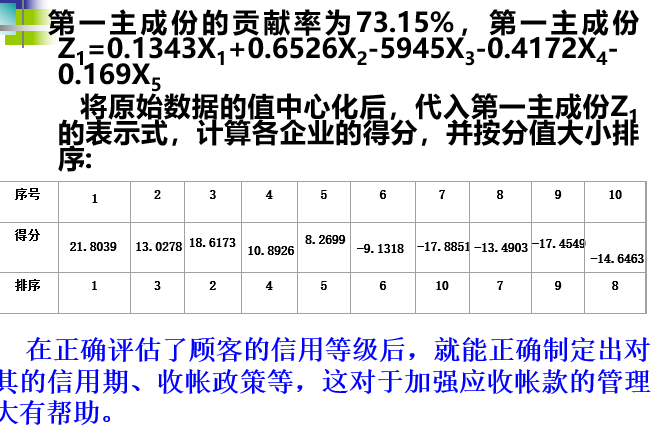 第一主成份的贡献率为73.15%，第一主成份
Z1=0.1343X1+0.6526X2-5945X3-0.4172X4-
0.169X5
将原始数据的值中心化后，代入第一主成份Z1
的表示式，计算各企业的得分，并按分值大小排
序:
序号 1 2 3 4 5 6 7 8 9 10
得分 21.8039 13.0278 18.6173 10.8926 8.2699 -9.1318 -17.8851 -13.4903 -17.4549 -14.6463
排序 1 3 2 4 5 6 10 7 9 8
在正确评估了顾客的信用等级后，就能正确制定出对
其的信用期、收帐政策等，这对于加强应收帐款的管理
大有帮助。